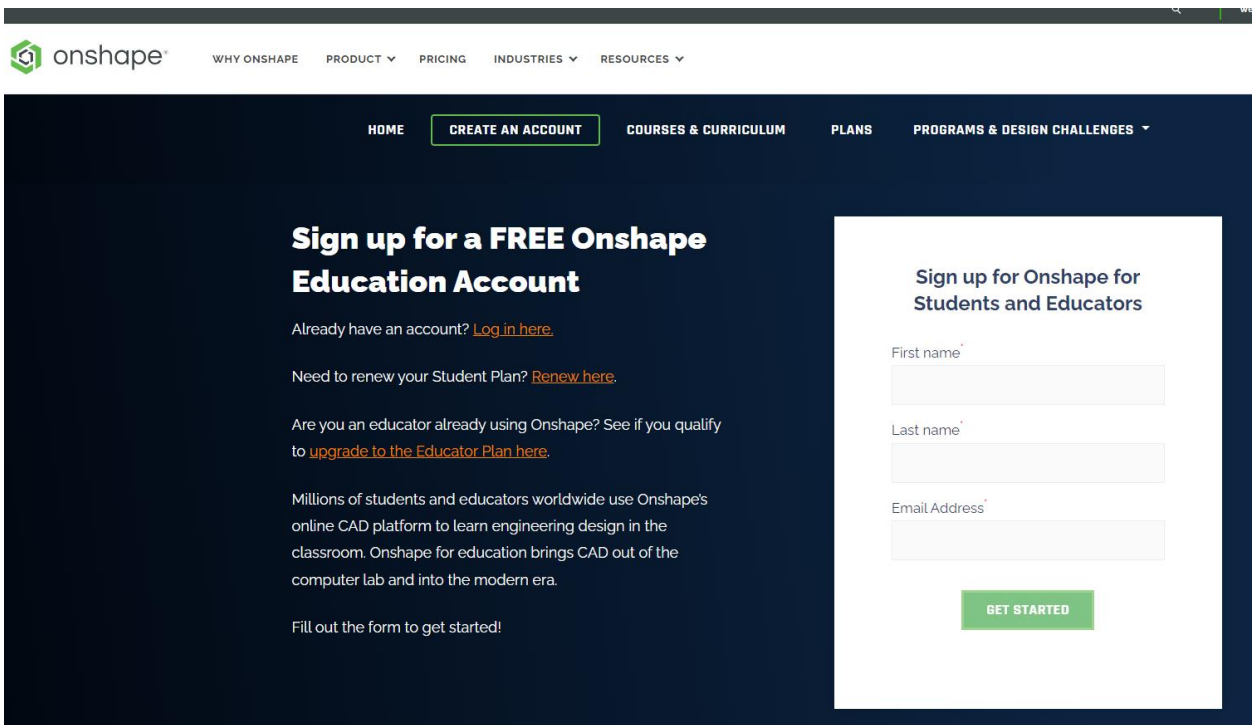 onshape
WHY ONSHAPE PRODUCT PRICING INDUSTRIES RESOURCES
HOME CREATE AN ACCOUNT COURSES & CURRICULUM PLANS PROGRAMS & DESIGN CHALLENGES
Sign up for a FREE Onshape
Education Account
Already have an account? Log in here.
Need to renew your Student Plan? Renew here.
Are you an educator already using Onshape? See if you qualify
to upgrade to the Educator Plan here.
Millions of students and educators worldwide use Onshape's
online CAD platform to learn engineering design in the
classroom. Onshape for education brings CAD out of the
computer lab and into the modern era.
Fill out the form to get started!
Sign up for Onshape for
Students and Educators
First name*
Last name*
Email Address*
GET STARTED